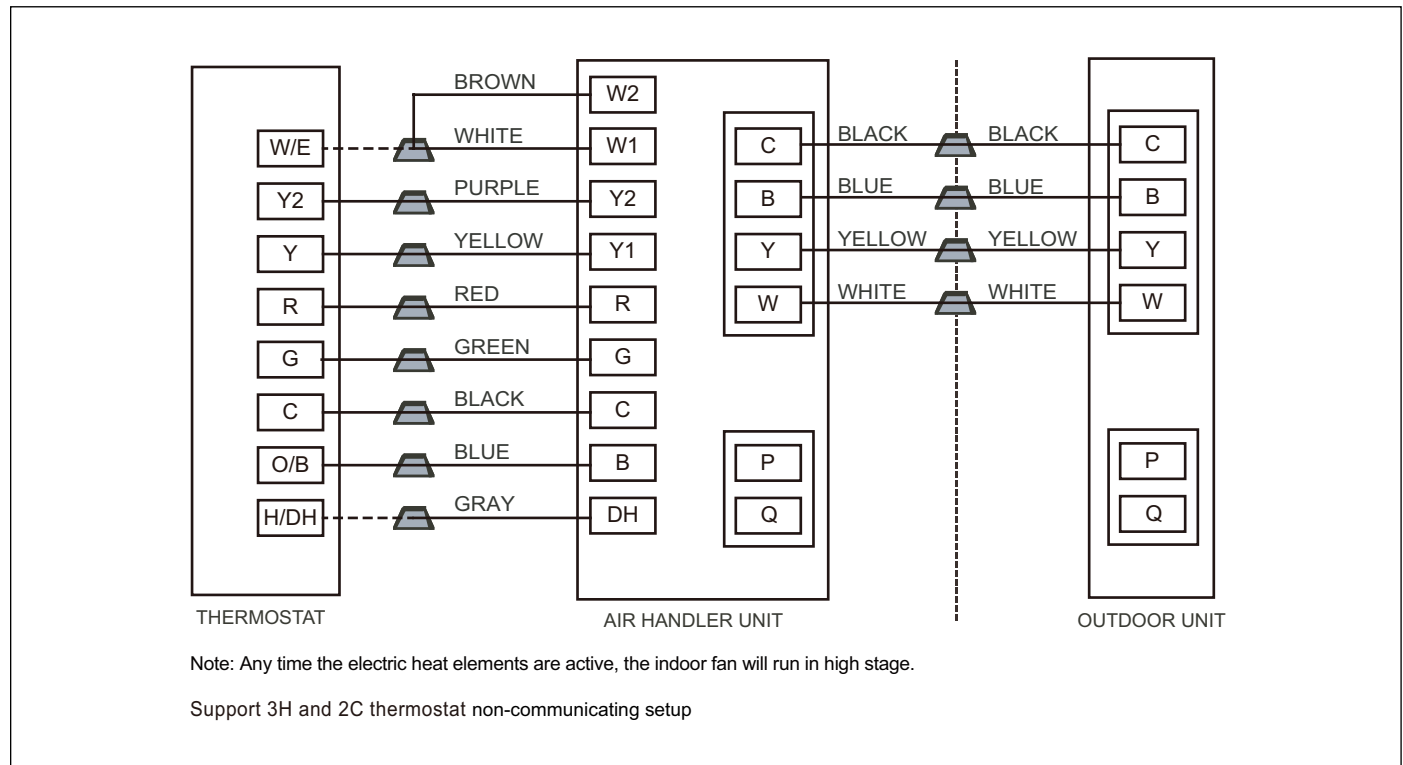 BROWN
W2
W/E WHITE W1
Y2 PURPLE Y2
Y YELLOW Y1
R RED R
G GREEN G
C BLACK C
O/B BLUE B
H/DH GRAY DH
C BLACK BLACK C
B BLUE BLUE B
Y YELLOW YELLOW Y
W WHITE WHITE W
P P
Q Q
THERMOSTAT
AIR HANDLER UNIT
OUTDOOR UNIT
Note: Any time the electric heat elements are active, the indoor fan will run in high stage.
Support 3H and 2C thermostat non-communicating setup